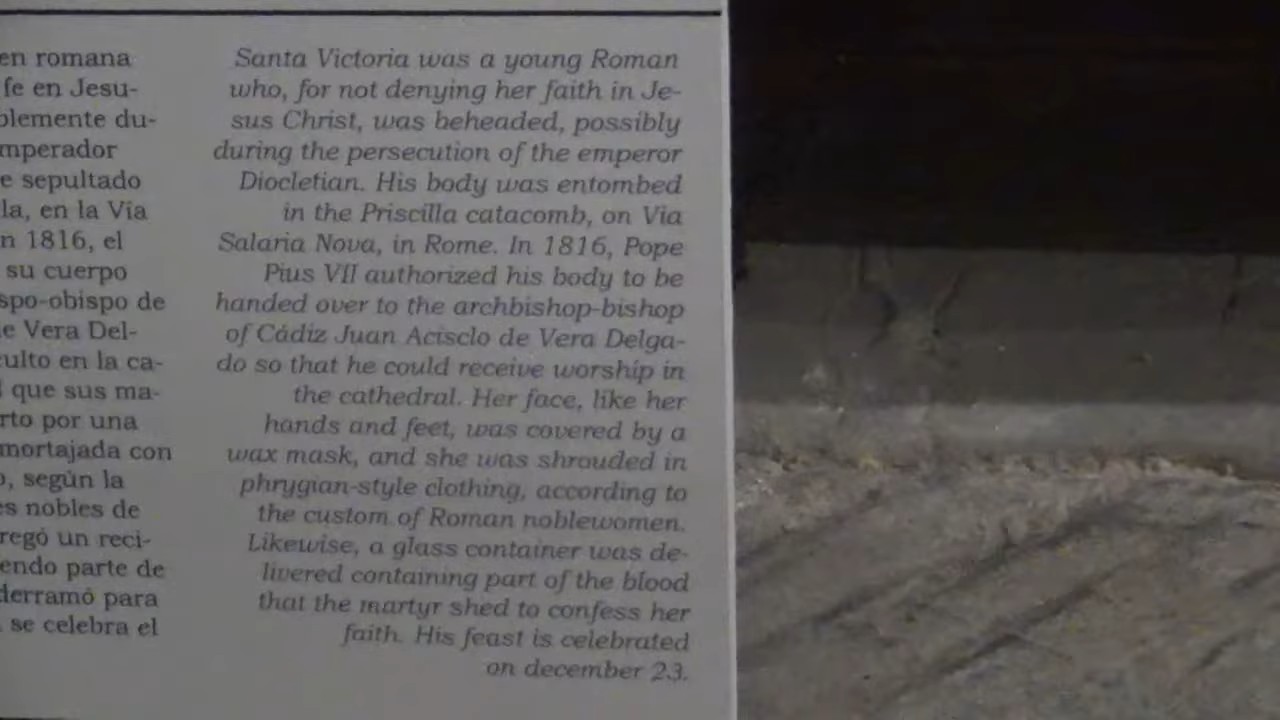 en romana
fe en Jesu-
blemente du-
mperador
e sepultado
la, en la Vía
n 1816, el
su cuerpo
spo-obispo de
e Vera Del-
culto en la ca-
que sus ma-
rto por una
mortajada con
o, según la
es nobles de
regó un reci-
endo parte de
derramó para
se celebra el
Santa Victoria was a young Roman
who, for not denying her faith in Je-
sus Christ, was beheaded, possibly
during the persecution of the emperor
Diocletian. His body was entombed
in the Priscilla catacomb, on Via
Salaria Nova, in Rome. In 1816, Pope
Pius VII authorized his body to be
handed over to the archbishop-bishop
of Cádiz Juan Acisclo de Vera Delga-
do so that he could receive worship in
the cathedral. Her face, like her
hands and feet, was covered by a
wax mask, and she was shrouded in
phrygian-style clothing, according to
the custom of Roman noblewomen.
Likewise, a glass container was de-
livered containing part of the blood
that the martyr shed to confess her
faith. His feast is celebrated
on december 23.